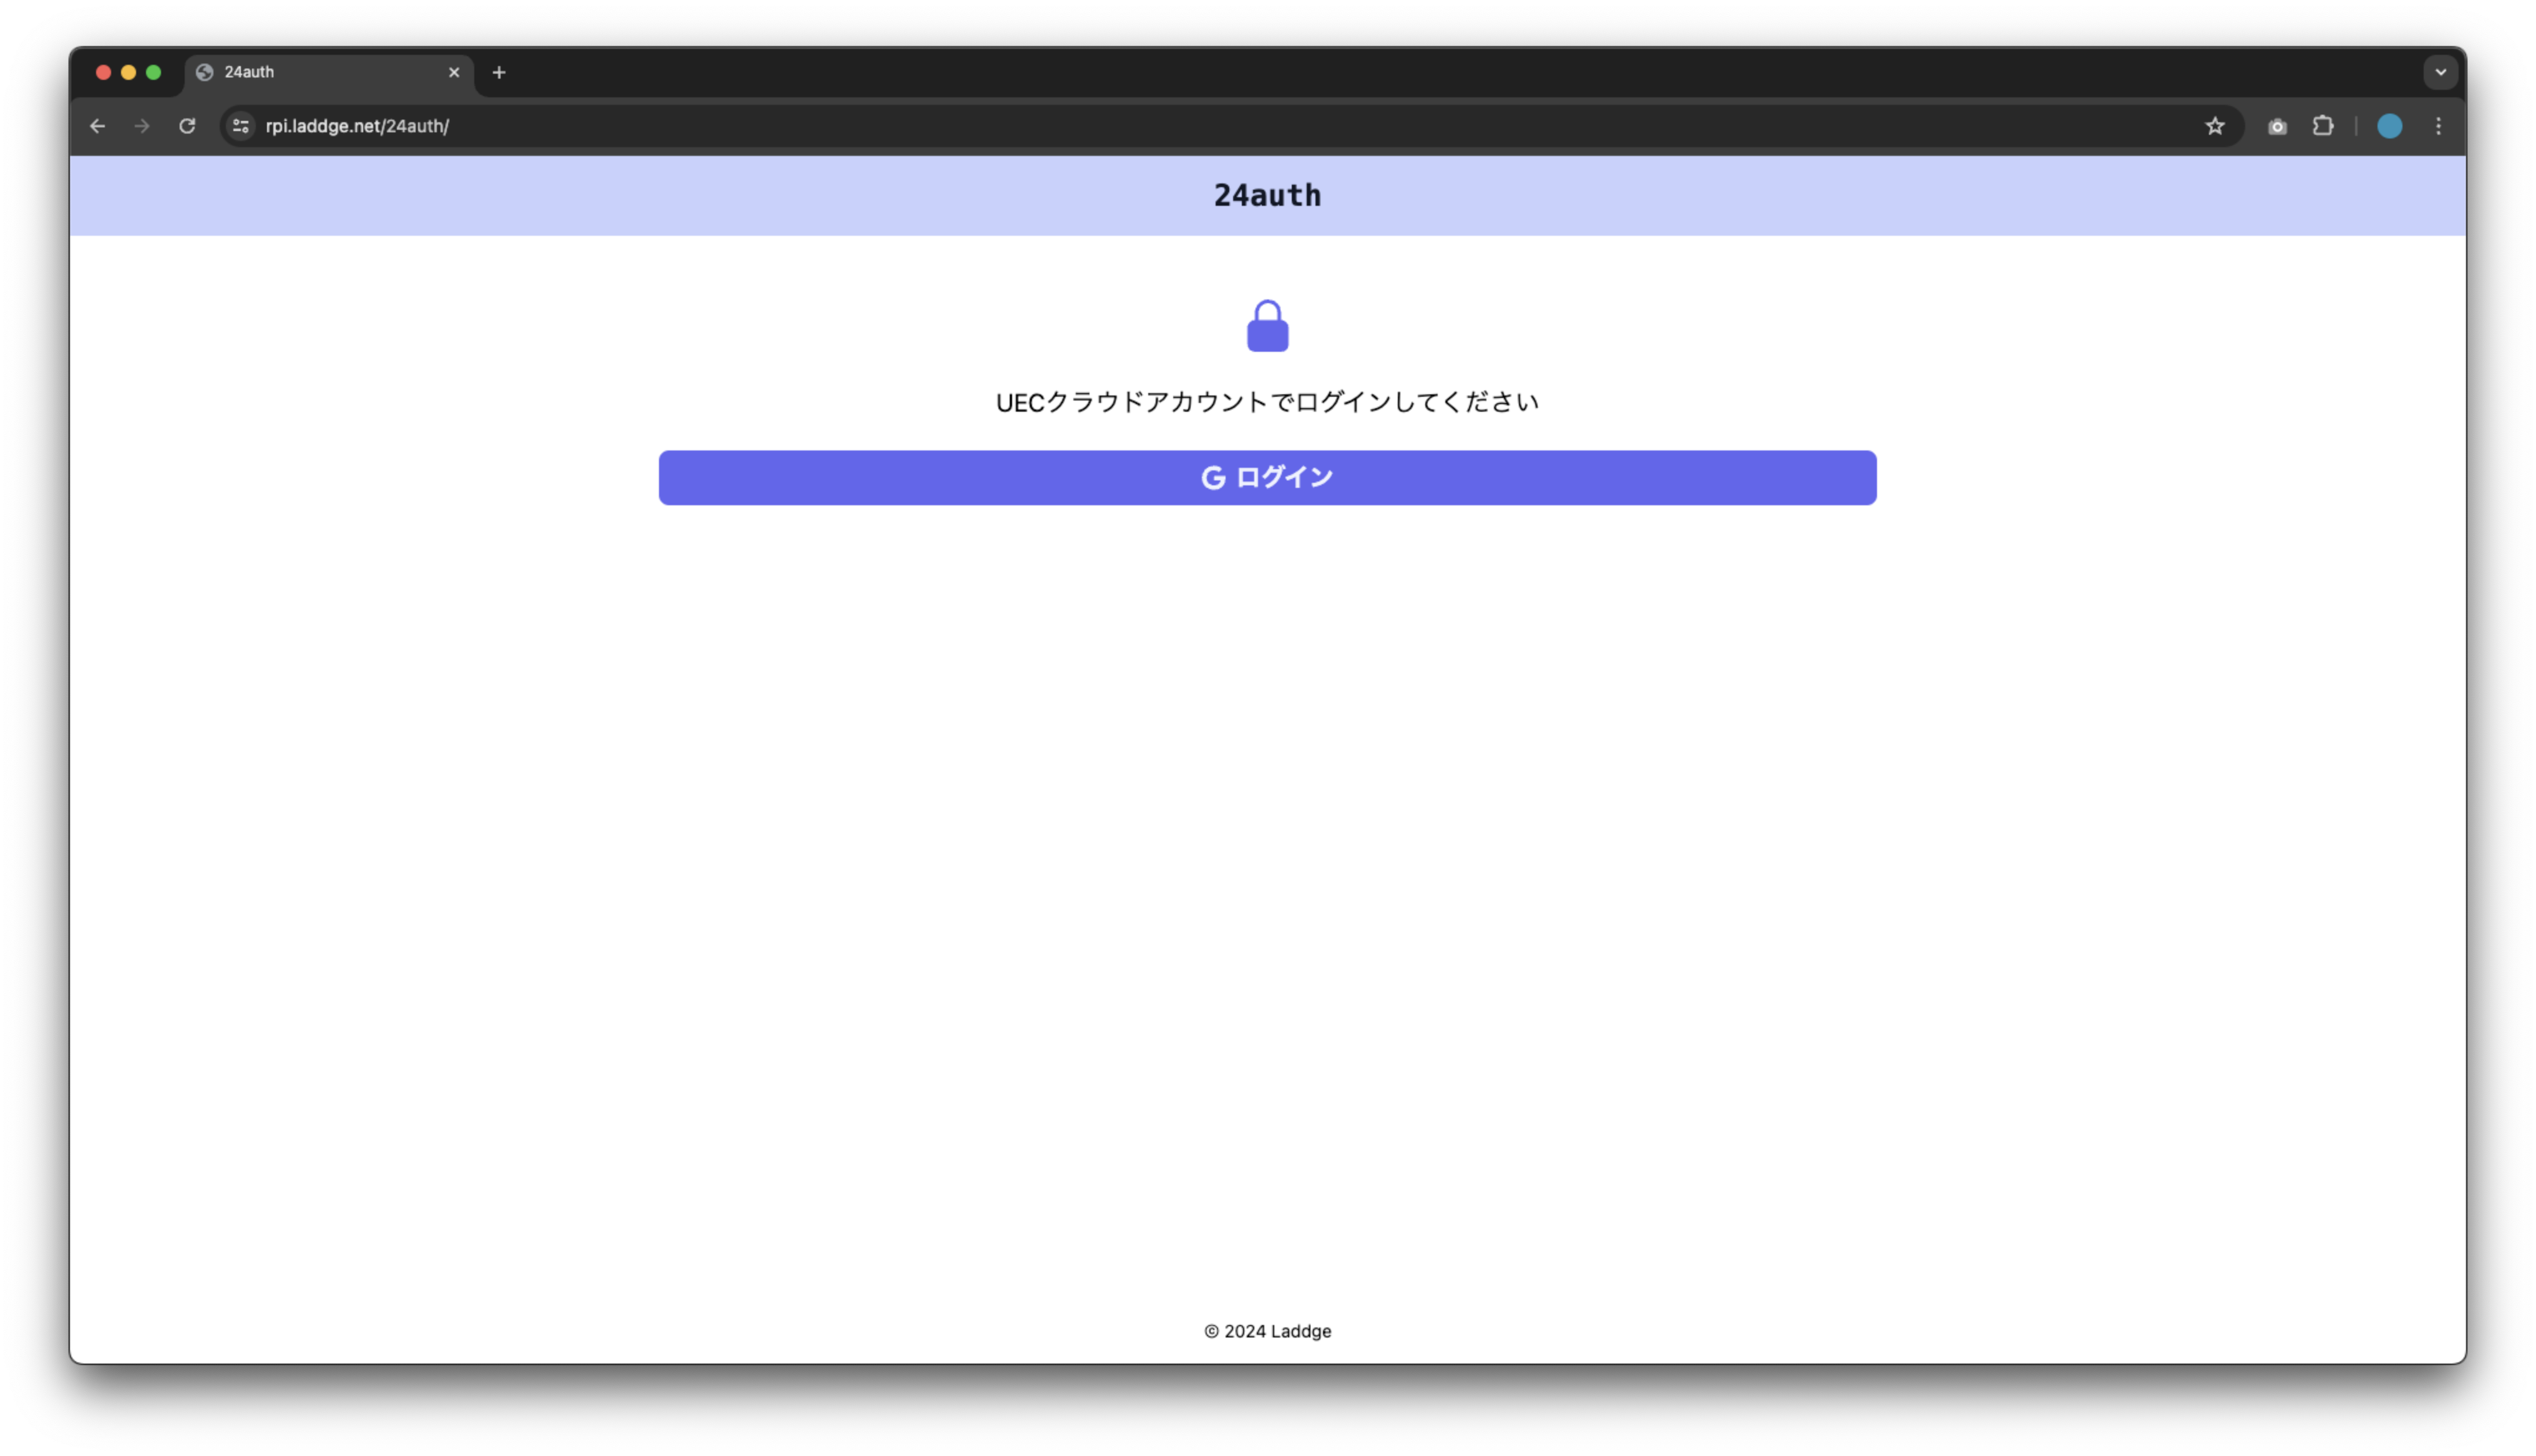 24auth
rpi.laddge.net/24auth/
24auth
UECクラウドアカウントでログインしてください
G ログイン
© 2024 Laddge